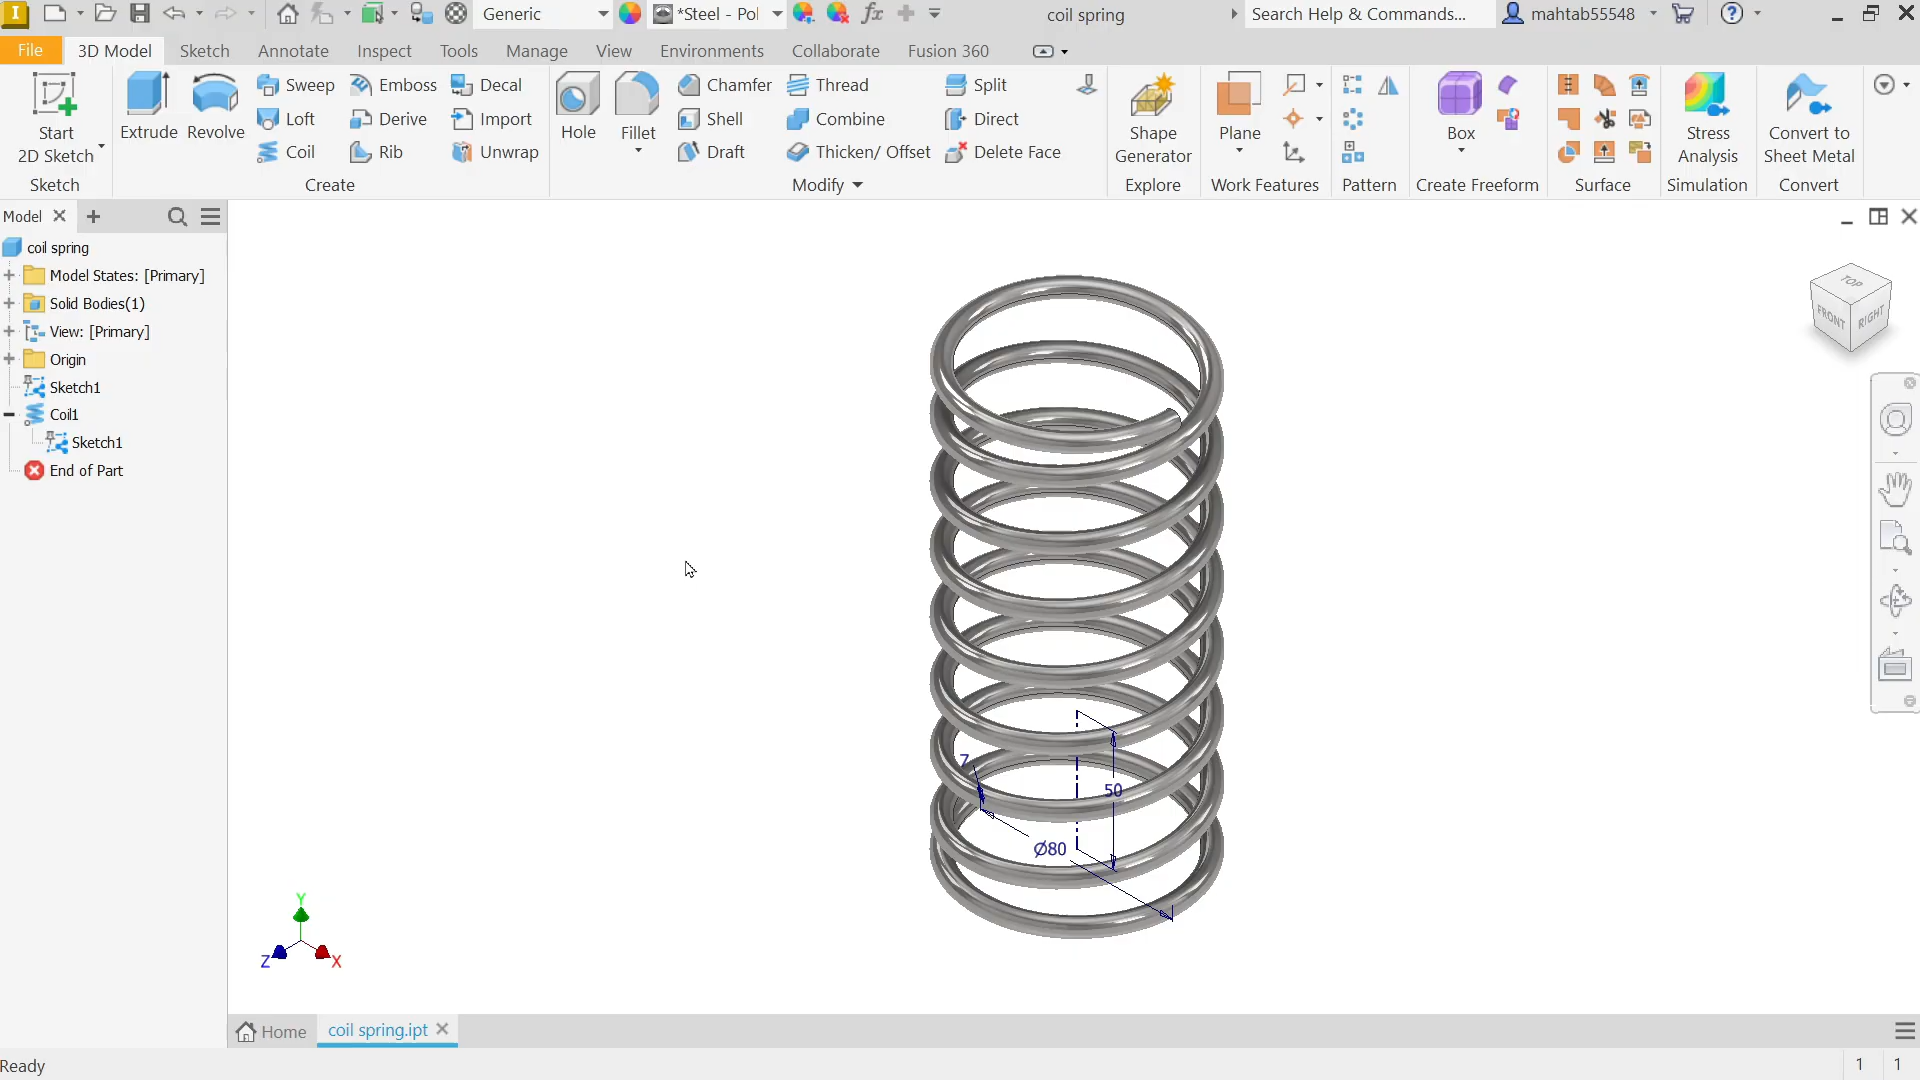 Generic
*Steel - Pol
fx
coil spring
Search Help & Commands...
mahtab55548
File
3D Model
Sketch
Annotate
Inspect
Tools
Manage
View
Environments
Collaborate
Fusion 360
Start
2D Sketch
Sketch
Extrude
Revolve
Sweep
Emboss
Decal
Loft
Derive
Import
Coil
Rib
Unwrap
Create
Hole
Fillet
Chamfer
Thread
Split
Shell
Combine
Direct
Draft
Thicken/ Offset
Delete Face
Modify
Shape
Generator
Explore
Plane
Work Features
Pattern
Box
Create Freeform
Surface
Stress
Analysis
Simulation
Convert to
Sheet Metal
Convert
Model
coil spring
Model States: [Primary]
Solid Bodies(1)
View: [Primary]
Origin
Sketch1
Coil1
Sketch1
End of Part
TOP
FRONT
RIGHT
7
50
Ø80
Y
Z
X
Home
coil spring.ipt
Ready
1
1